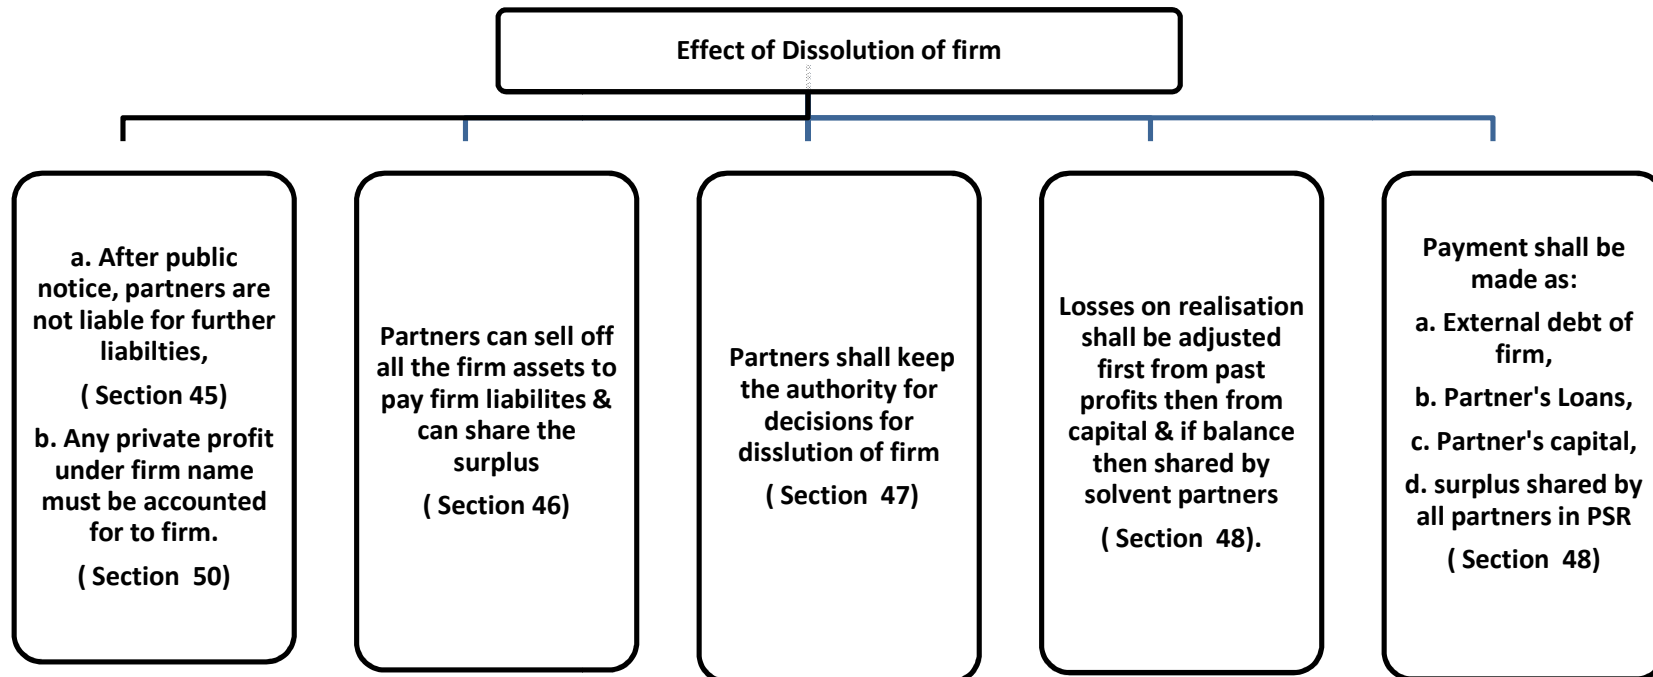 Effect of Dissolution of firm
a. After public
notice, partners are
not liable for further
liabilties,
( Section 45)
b. Any private profit
under firm name
must be accounted
for to firm.
( Section  50)
Partners can sell off
all the firm assets to
pay firm liabilites &
can share the
surplus
( Section 46)
Partners shall keep
the authority for
decisions for
disslution of firm
( Section  47)
Losses on realisation
shall be adjusted
first from past
profits then from
capital & if balance
then shared by
solvent partners
( Section  48).
Payment shall be
made as:
a. External debt of
firm,
b. Partner's Loans,
c. Partner's capital,
d. surplus shared by
all partners in PSR
( Section  48)